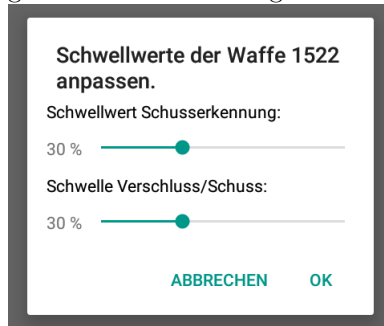 Schwellwerte der Waffe 1522
anpassen.
Schwellwert Schusserkennung:
30 %
Schwelle Verschluss/Schuss:
30 %
ABBRECHEN OK